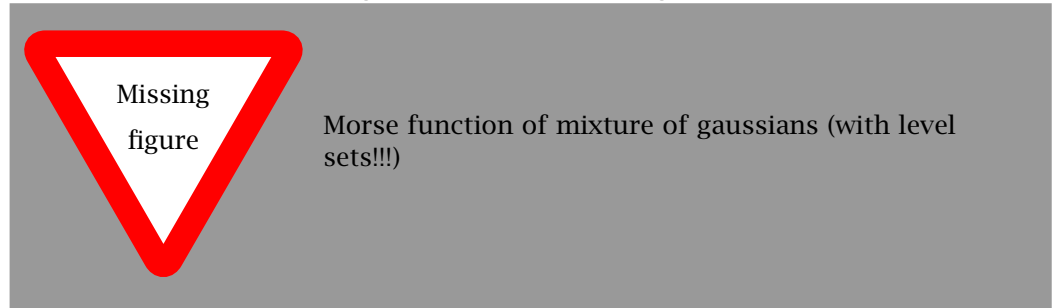 Missing
figure
Morse function of mixture of gaussians (with level
sets!!!)